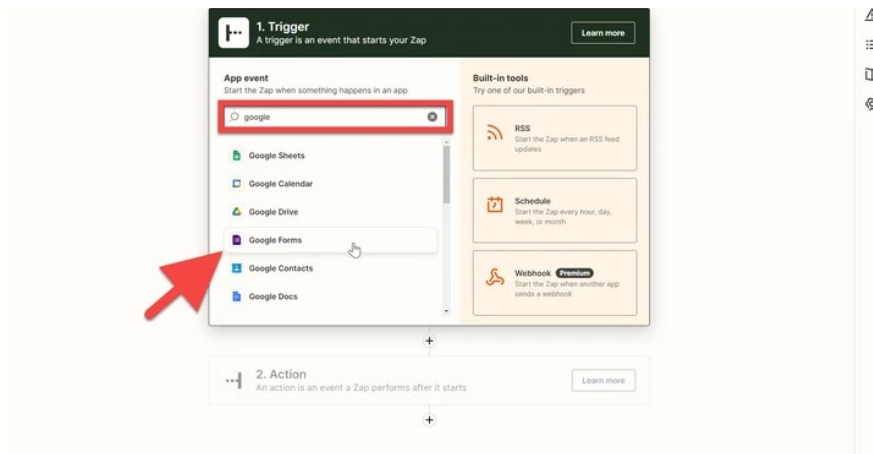 1. Trigger
A trigger is an event that starts your Zap
Learn more
App event
Start the Zap when something happens in an app
google
Google Sheets
Google Calendar
Google Drive
Google Forms
Google Contacts
Google Docs
Built-in tools
Try one of our built-in triggers
RSS
Start the Zap when an RSS feed
updates
Schedule
Start the Zap every hour, day,
week, or month
Webhook Premium
Start the Zap when another app
sends a webhook
2. Action
An action is an event a Zap performs after it starts
Learn more